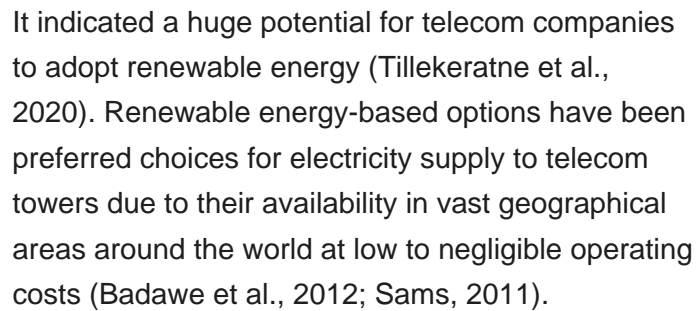 It indicated a huge potential for telecom companies
to adopt renewable energy (Tillekeratne et al.,
2020). Renewable energy-based options have been
preferred choices for electricity supply to telecom
towers due to their availability in vast geographical
areas around the world at low to negligible operating
costs (Badawe et al., 2012; Sams, 2011).